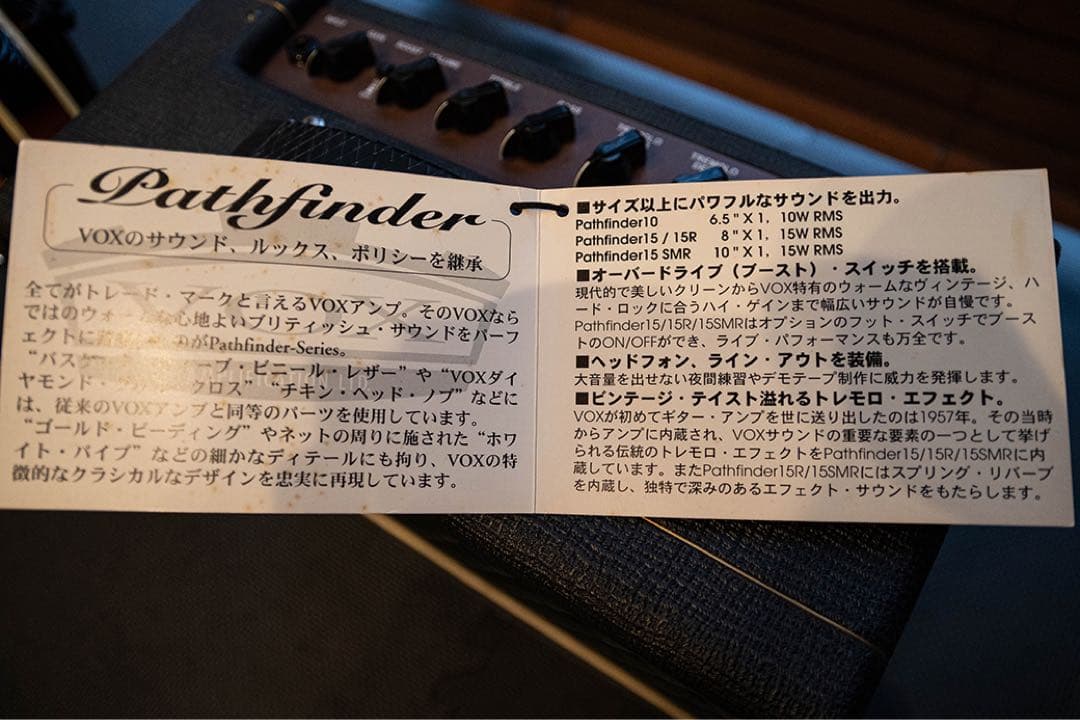 Pathfinder
VOXのサウンド、ルックス、ポリシーを継承
全てがトレード・マークと言えるVOXアンプ。そのVOXなら
ではのウォームな心地よいブリティッシュ・サウンドをパーフ
ェクトに のがPathfinder-Series。
“バス ーブ・ビニール・レザー” や “VOXダイ
ヤモンド・ クロス” “チキン・ヘッド・ノブ” などに
は、従来のVOXアンプと同等のパーツを使用しています。
“ゴールド・ビーディング” やネットの周りに施された “ホワ
イト・パイプ” などの細かなディテールにも拘り、VOXの特
徴的なクラシカルなデザインを忠実に再現しています。
■サイズ以上にパワフルなサウンドを出力。
Pathfinder10 6.5 " X 1, 10W RMS
Pathfinder15 / 15R 8 " X 1, 15W RMS
Pathfinder15 SMR 10 " X 1, 15W RMS
■オーバードライブ（ブースト）・スイッチを搭載。
現代的で美しいクリーンからVOX特有のウォームなヴィンテージ、ハ
ード・ロックに合うハイ・ゲインまで幅広いサウンドが自慢です。
Pathfinder15/15R/15SMRはオプションのフット・スイッチでブース
トのON/OFFができ、ライブ・パフォーマンスも万全です。
■ヘッドフォン、ライン・アウトを装備。
大音量を出せない夜間練習やデモテープ制作に威力を発揮します。
■ビンテージ・テイスト溢れるトレモロ・エフェクト。
VOXが初めてギター・アンプを世に送り出したのは1957年。その当時
からアンプに内蔵され、VOXサウンドの重要な要素の一つとして挙げ
られる伝統のトレモロ・エフェクトをPathfinder15/15R/15SMRに内
蔵しています。またPathfinder15R/15SMRにはスプリング・リバーブ
を内蔵し、独特で深みのあるエフェクト・サウンドをもたらします。